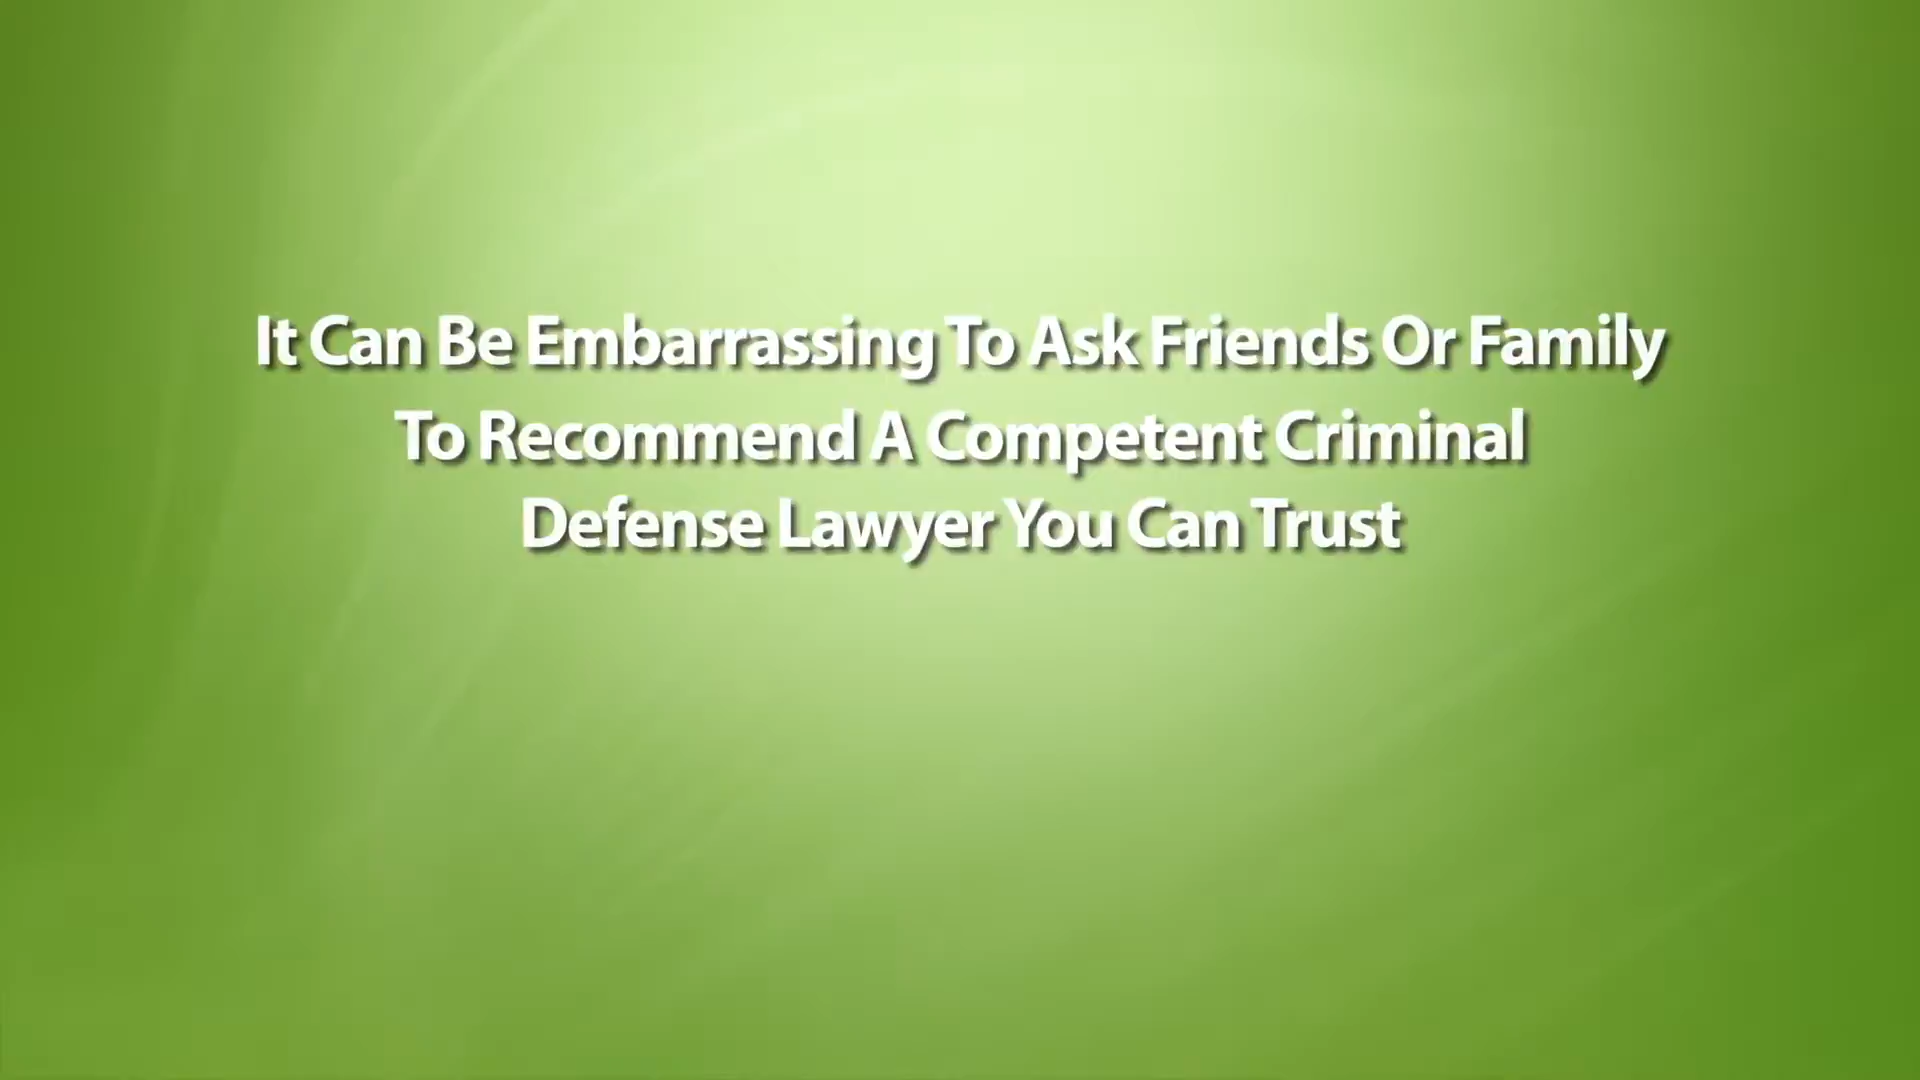 It Can Be Embarrassing To Ask Friends Or Family
To Recommend A Competent Criminal
Defense Lawyer You Can Trust